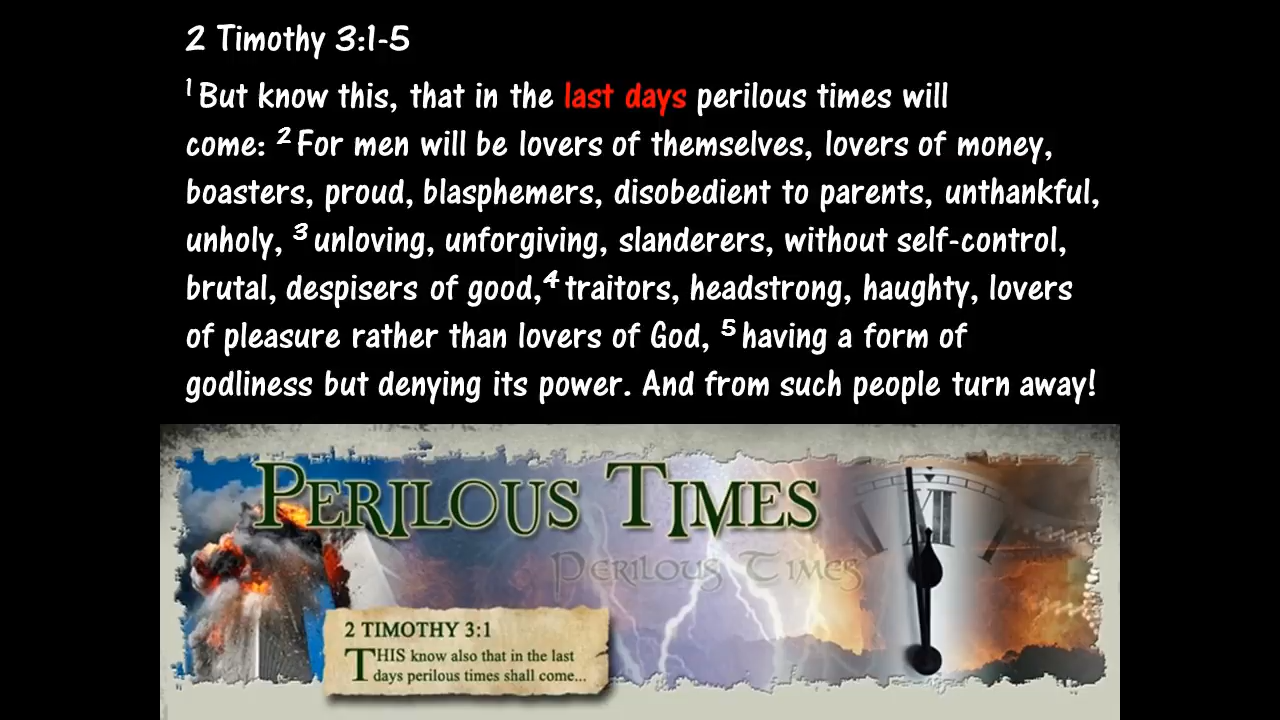 2 Timothy 3:1-5
1 But know this, that in the last days perilous times will
come: 2 For men will be lovers of themselves, lovers of money,
boasters, proud, blasphemers, disobedient to parents, unthankful,
unholy, 3 unloving, unforgiving, slanderers, without self-control,
brutal, despisers of good,4 traitors, headstrong, haughty, lovers
of pleasure rather than lovers of God, 5 having a form of
godliness but denying its power. And from such people turn away!
PERILOUS TIMES
PERILOUS TIMES
XII
2 TIMOTHY 3:1
THIS know also that in the last
days perilous times shall come...